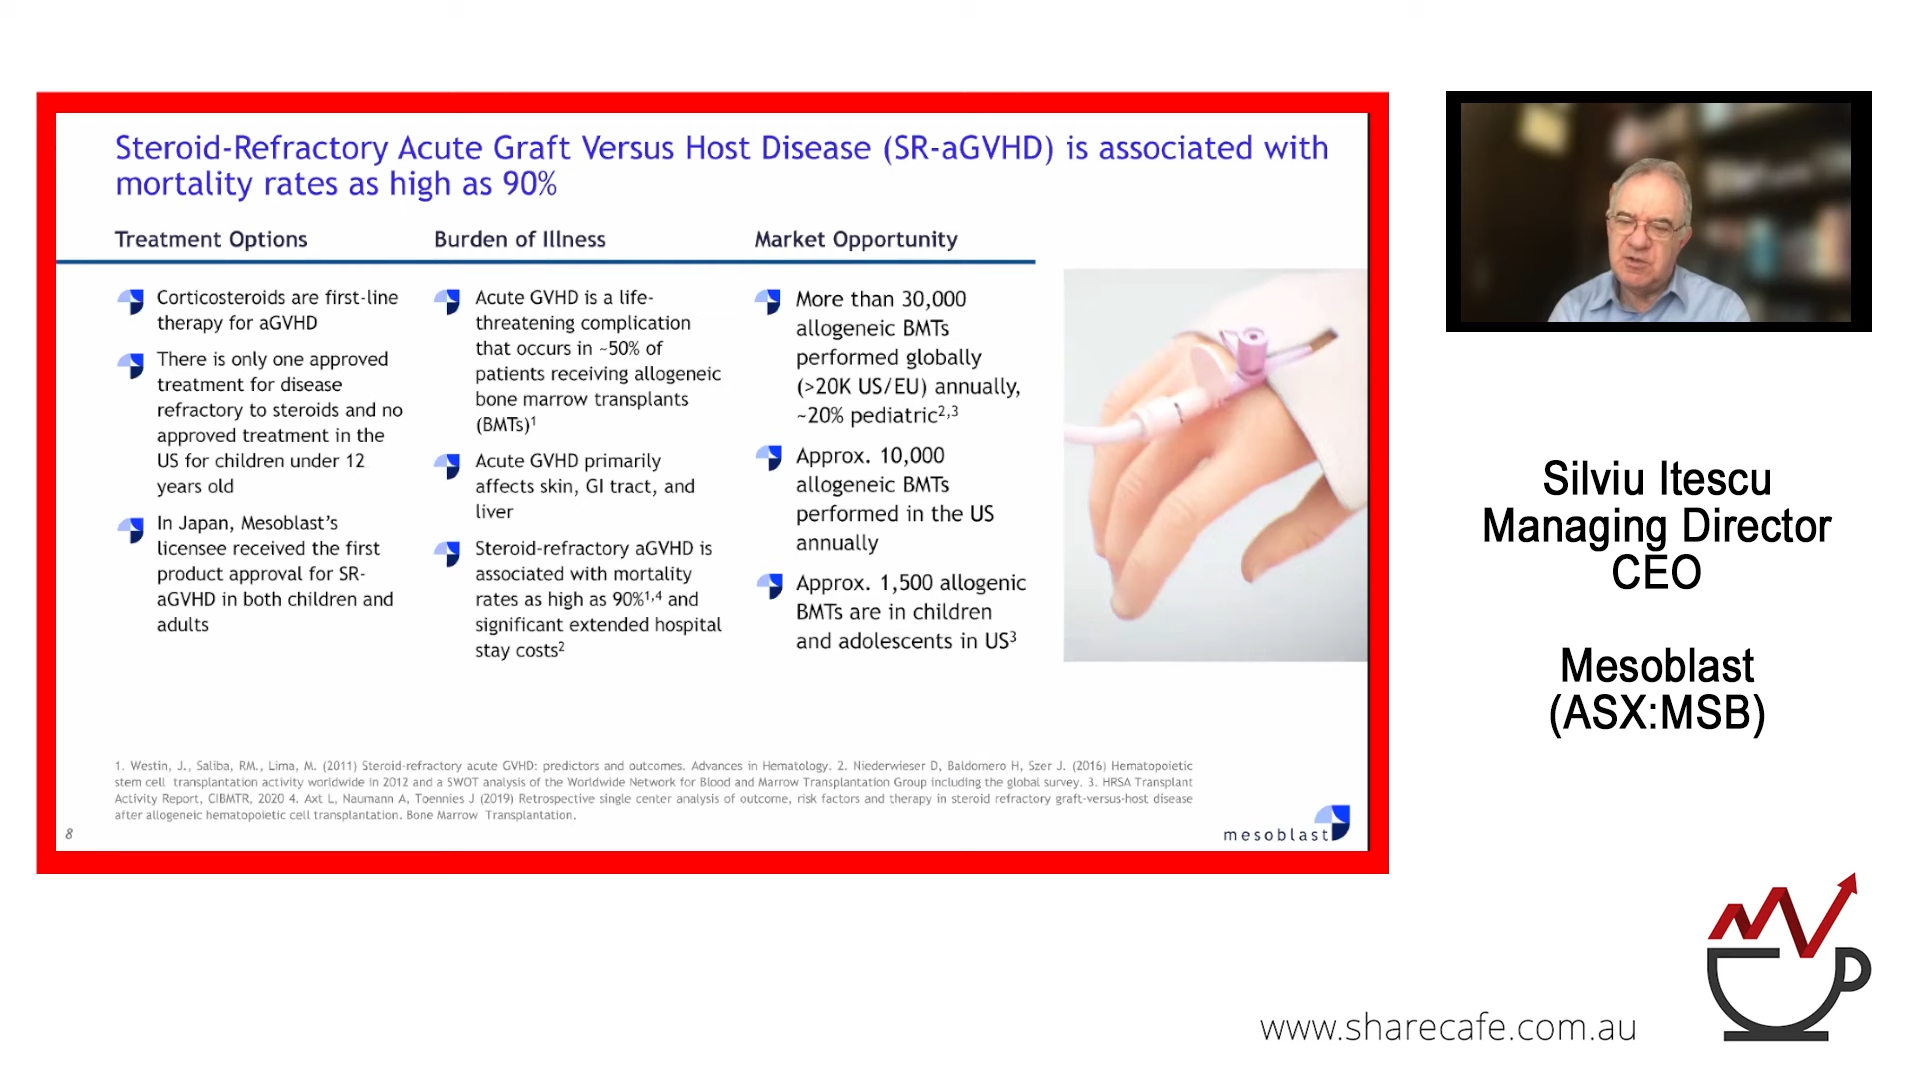 Steroid-Refractory Acute Graft Versus Host Disease (SR-aGVHD) is associated with
mortality rates as high as 90%
Treatment Options
Corticosteroids are first-line
therapy for aGVHD
There is only one approved
treatment for disease
refractory to steroids and no
approved treatment in the
US for children under 12
years old
In Japan, Mesoblast's
licensee received the first
product approval for SR-
aGVHD in both children and
adults
Burden of Illness
Acute GVHD is a life-
threatening complication
that occurs in ~50% of
patients receiving allogeneic
bone marrow transplants
(BMTs)¹
Acute GVHD primarily
affects skin, GI tract, and
liver
Steroid-refractory aGVHD is
associated with mortality
rates as high as 90%¹,⁴ and
significant extended hospital
stay costs²
Market Opportunity
More than 30,000
allogeneic BMTs
performed globally
(>20K US/EU) annually,
~20% pediatric²,³
Approx. 10,000
allogeneic BMTs
performed in the US
annually
Approx. 1,500 allogenic
BMTs are in children
and adolescents in US³
1. Westin, J., Saliba, RM., Lima, M. (2011) Steroid-refractory acute GVHD: predictors and outcomes. Advances in Hematology. 2. Niederwieser D, Baldomero H, Szer J. (2016) Hematopoietic
stem cell transplantation activity worldwide in 2012 and a SWOT analysis of the Worldwide Network for Blood and Marrow Transplantation Group including the global survey. 3. HRSA Transplant
Activity Report, CIBMTR, 2020 4. Axt L, Naumann A, Toennies J (2019) Retrospective single center analysis of outcome, risk factors and therapy in steroid refractory graft-versus-host disease
after allogeneic hematopoietic cell transplantation. Bone Marrow Transplantation.
8
mesoblast
Silviu Itescu
Managing Director
CEO
Mesoblast
(ASX:MSB)
www.sharecafe.com.au